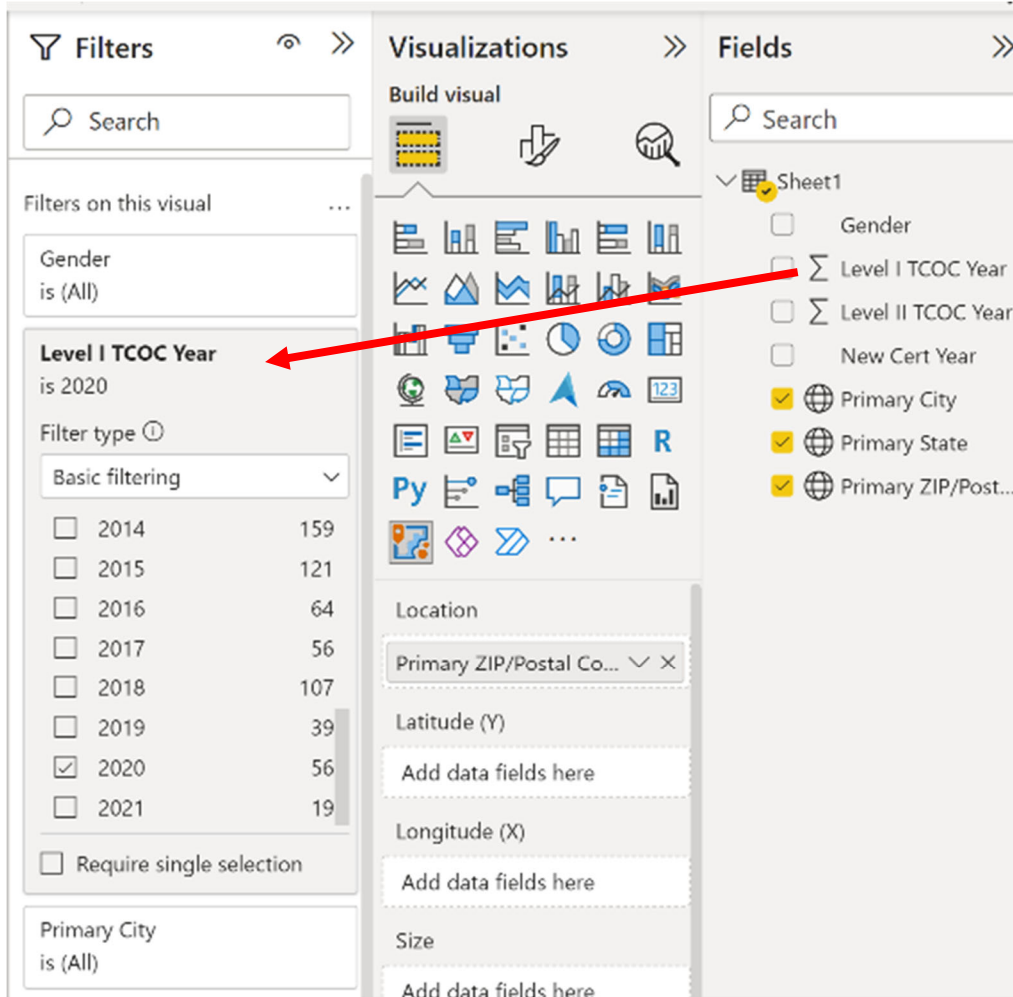 Filters
Search
Filters on this visual
...
Gender
is (All)
Level I TCOC Year
is 2020
Filter type
Basic filtering
2014 159
2015 121
2016 64
2017 56
2018 107
2019 39
2020 56
2021 19
Require single selection
Primary City
is (All)
Visualizations
Build visual
123
R
Py
...
Location
Primary ZIP/Postal Co...
Latitude (Y)
Add data fields here
Longitude (X)
Add data fields here
Size
Add data fields here
Fields
Search
Sheet1
Gender
Σ Level I TCOC Year
Σ Level II TCOC Year
New Cert Year
Primary City
Primary State
Primary ZIP/Post...